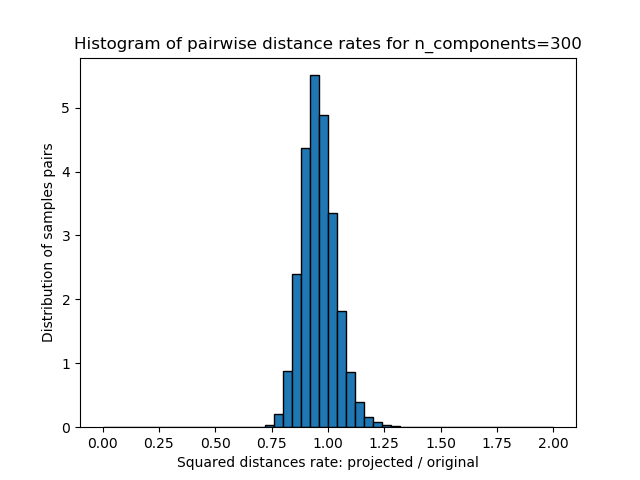 Histogram of pairwise distance rates for n_components=300
Distribution of samples pairs
5
4
3
2
1
0
0.00 0.25 0.50 0.75 1.00 1.25 1.50 1.75 2.00
Squared distances rate: projected / original